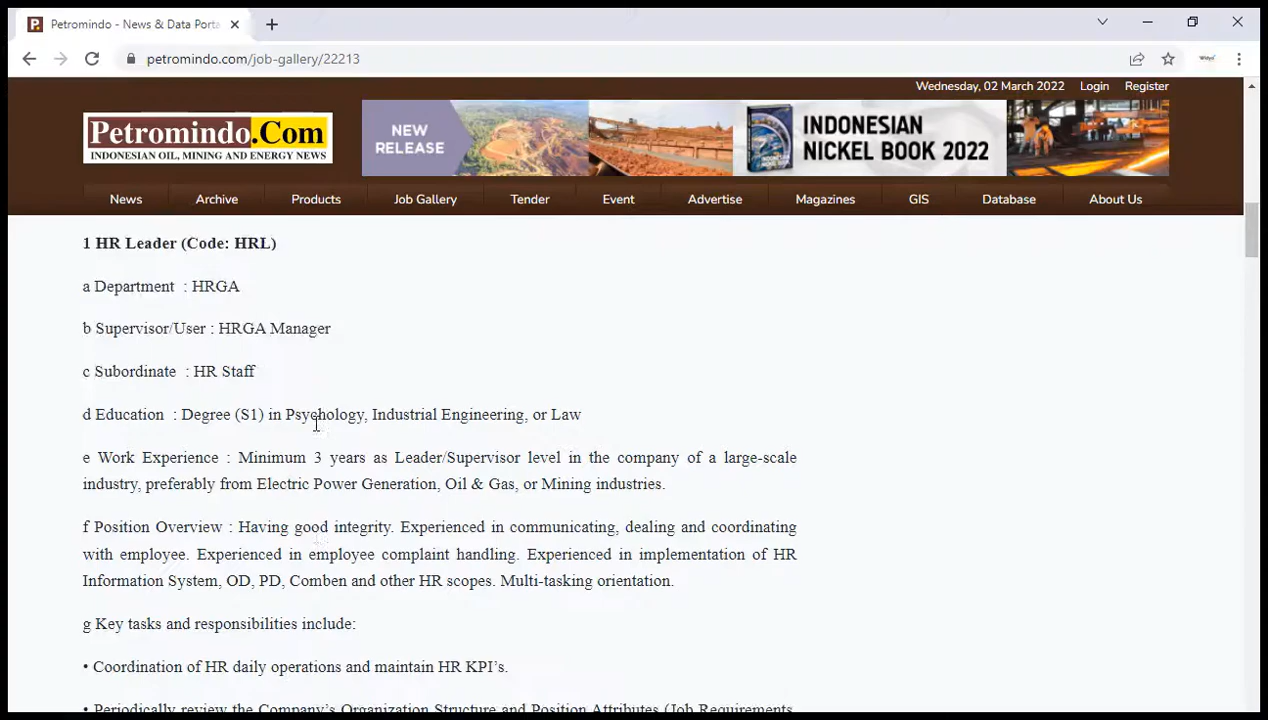 Petromindo - News & Data Porta
petromindo.com/job-gallery/22213
Wednesday, 02 March 2022 Login Register
Petromindo.Com
INDONESIAN OIL, MINING AND ENERGY NEWS
NEW
RELEASE
INDONESIAN
NICKEL BOOK 2022
News Archive Products Job Gallery Tender Event Advertise Magazines GIS Database About Us
1 HR Leader (Code: HRL)
a Department : HRGA
b Supervisor/User : HRGA Manager
c Subordinate : HR Staff
d Education : Degree (S1) in Psychology, Industrial Engineering, or Law
e Work Experience : Minimum 3 years as Leader/Supervisor level in the company of a large-scale
industry, preferably from Electric Power Generation, Oil & Gas, or Mining industries.
f Position Overview : Having good integrity. Experienced in communicating, dealing and coordinating
with employee. Experienced in employee complaint handling. Experienced in implementation of HR
Information System, OD, PD, Comben and other HR scopes. Multi-tasking orientation.
g Key tasks and responsibilities include:
• Coordination of HR daily operations and maintain HR KPI's.
• Periodically review the Company's Organization Structure and Position Attributes (Job Requirements,